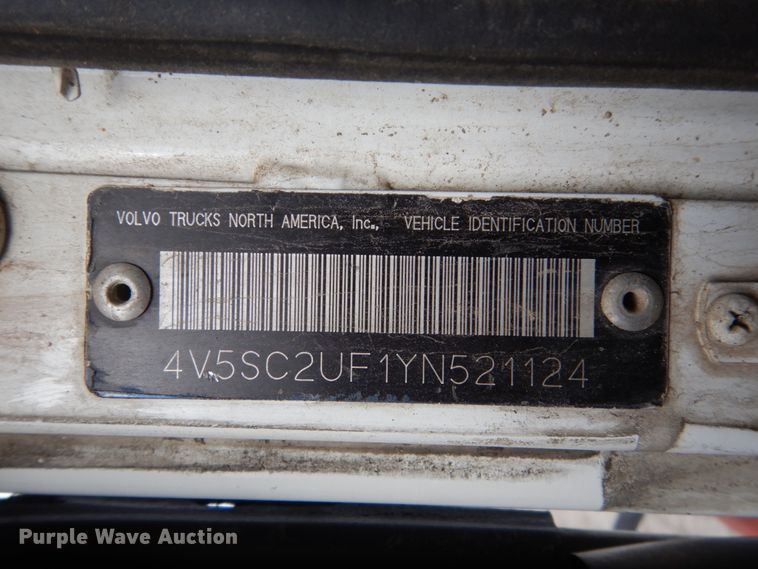 VOLVO TRUCKS NORTH AMERICA, Inc., VEHICLE IDENTIFICATION NUMBER
4V5SC2UF1YN521124
Purple Wave Auction